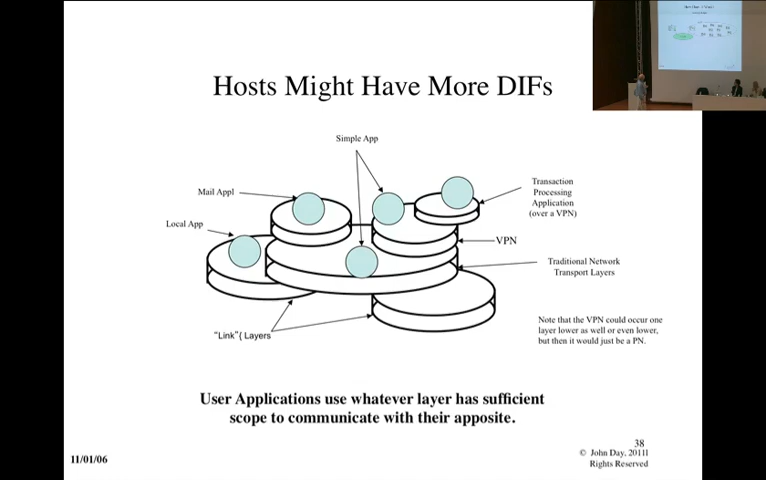 Hosts Might Have More DIFs
Simple App
Mail Appl
Transaction
Processing
Application
(over a VPN)
Local App
VPN
Traditional Network
Transport Layers
"Link"( Layers
Note that the VPN could occur one
layer lower as well or even lower,
but then it would just be a PN.
User Applications use whatever layer has sufficient
scope to communicate with their apposite.
38
11/01/06
© John Day, 20111
Rights Reserved